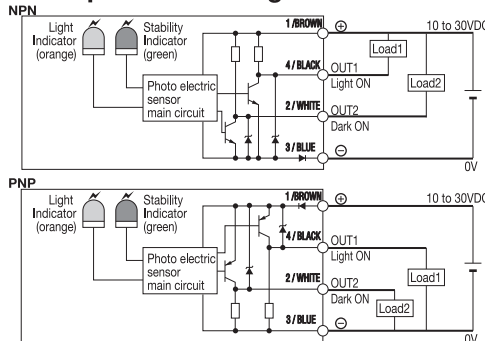 NPN
Light Indicator (orange)
Stability Indicator (green)
Photo electric sensor main circuit
1 /BROWN
⊕
10 to 30VDC
Load1
4 / BLACK
OUT1
Light ON
Load2
2 / WHITE
OUT2
Dark ON
3 / BLUE
⊖
0V
PNP
Light Indicator (orange)
Stability Indicator (green)
Photo electric sensor main circuit
1 /BROWN
⊕
10 to 30VDC
4 / BLACK
OUT1
Light ON
Load1
2 / WHITE
OUT2
Dark ON
Load2
3 / BLUE
⊖
0V